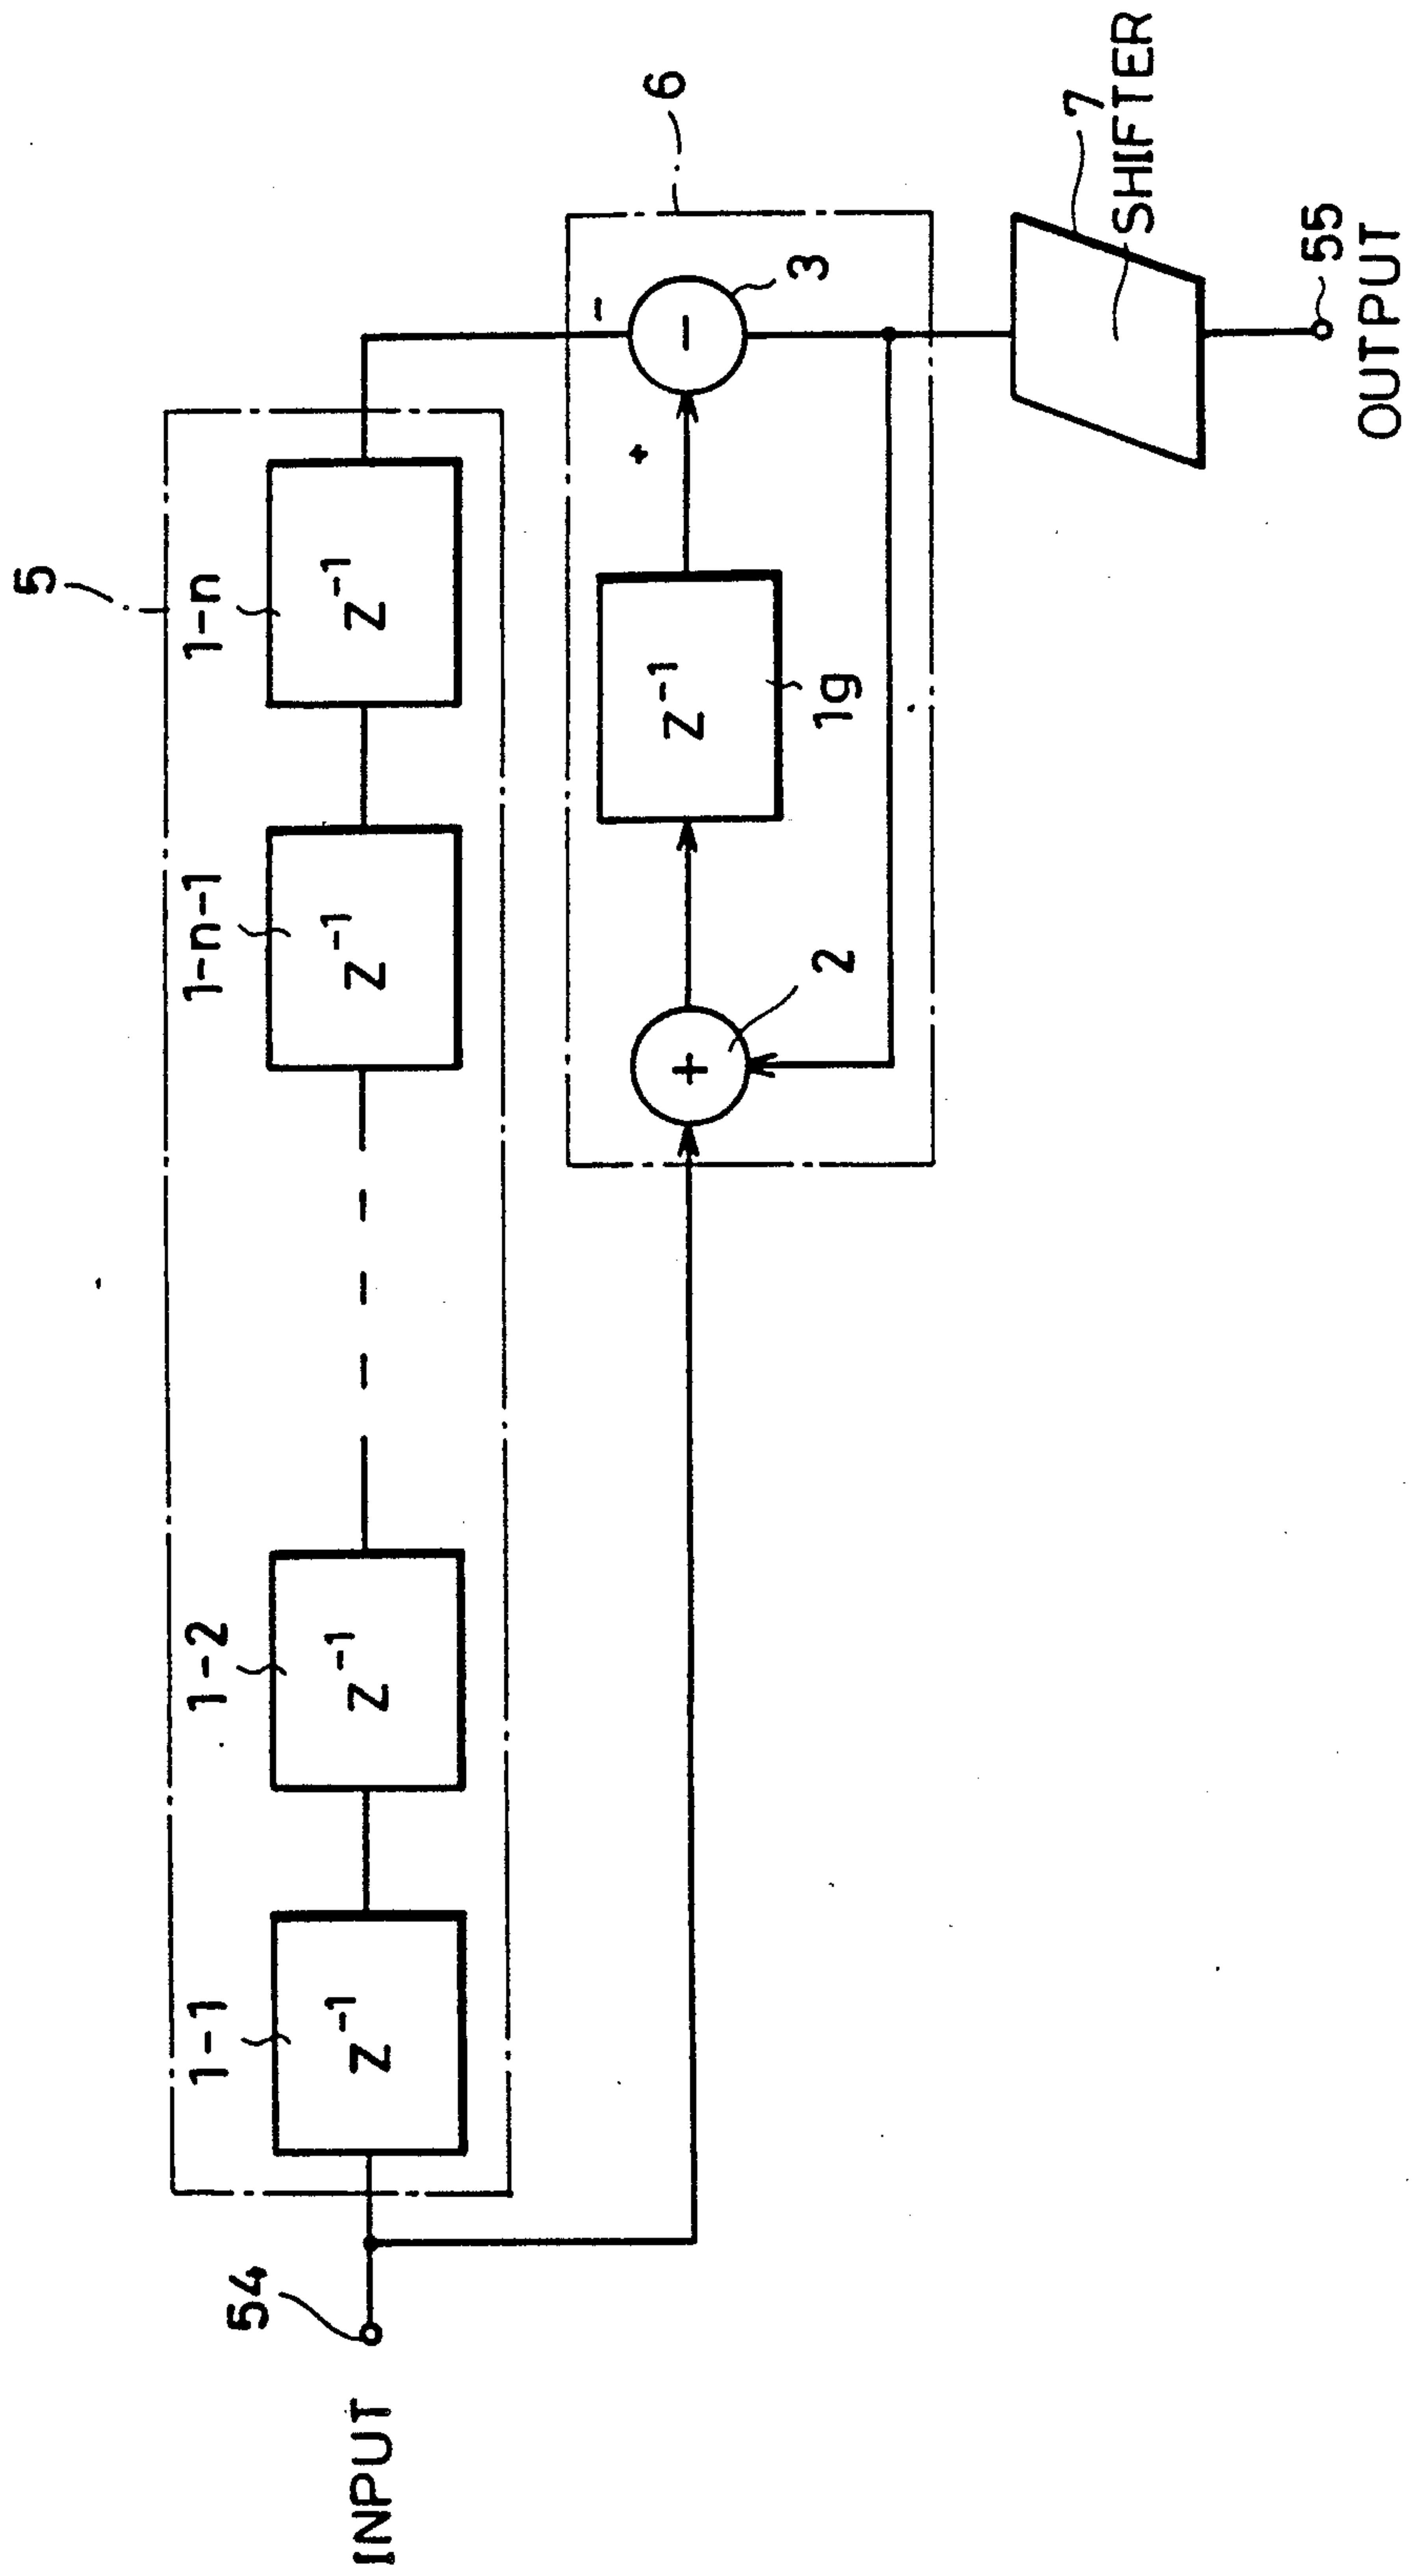 5
1-1
1-2
1-n-1
1-n
z⁻¹
z⁻¹
z⁻¹
z⁻¹
54
INPUT
6
-
+
+
2
z⁻¹
1g
-
3
7
SHIFTER
55
OUTPUT